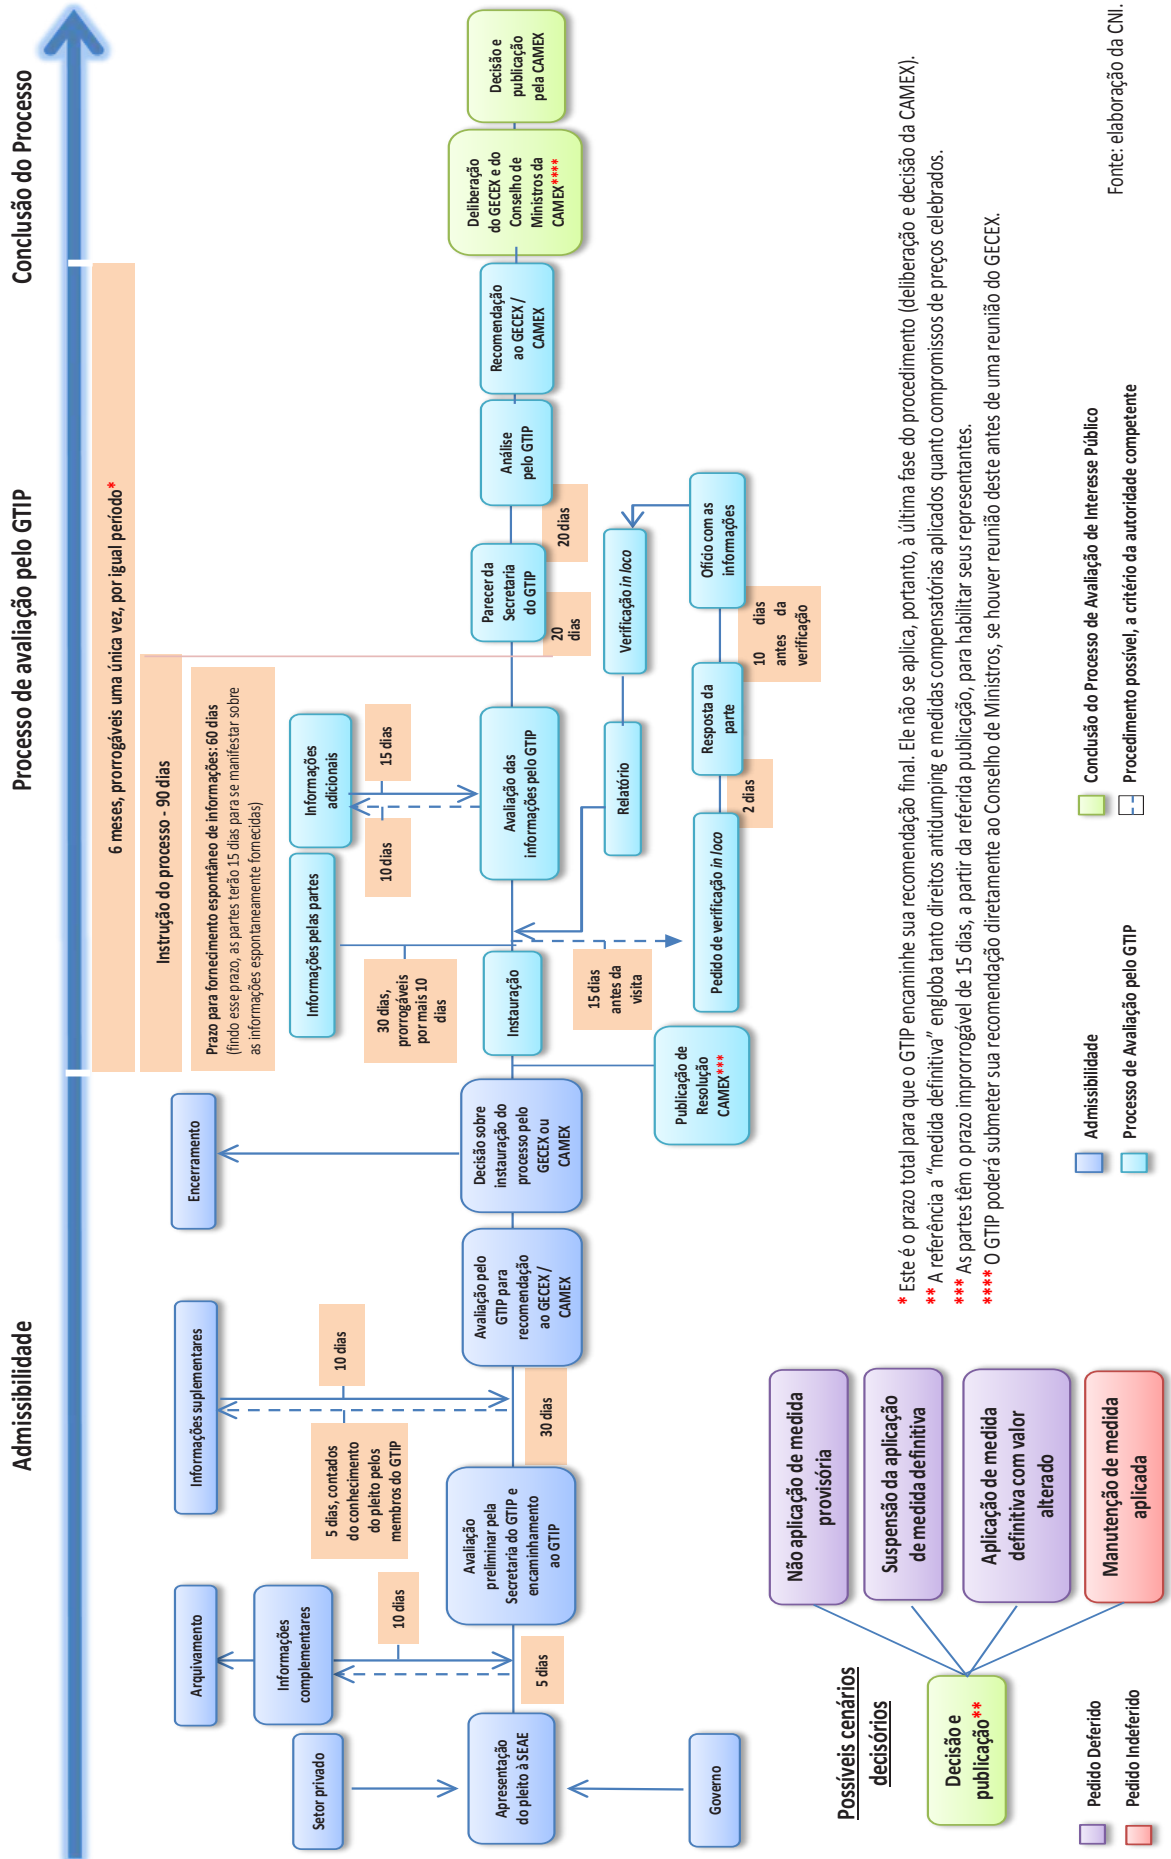 Admissibilidade
Processo de avaliação pelo GTIP
Conclusão do Processo
6 meses, prorrogáveis uma única vez, por igual período*
Instrução do processo - 90 dias
Prazo para fornecimento espontâneo de informações: 60 dias
(findo esse prazo, as partes terão 15 dias para se manifestar sobre
as informações espontaneamente fornecidas)
Setor privado
Apresentação
do pleito à SEAE
Governo
Arquivamento
Informações
complementares
10 dias
5 dias
Avaliação
preliminar pela
Secretaria do GTIP e
encaminhamento
ao GTIP
Informações suplementares
10 dias
5 dias, contados
do conhecimento
do pleito pelos
membros do GTIP
30 dias
Avaliação pelo
GTIP para
recomendação
ao GECEX /
CAMEX
Encerramento
Decisão sobre
instauração do
processo pelo
GECEX ou
CAMEX
Publicação de
Resolução
CAMEX***
Instauração
Informações pelas partes
30 dias,
prorrogáveis
por mais 10
dias
15 dias
antes da
visita
Informações
adicionais
10 dias
15 dias
Avaliação das
informações pelo GTIP
Relatório
Pedido de verificação in loco
2 dias
Resposta da
parte
10 dias
antes da
verificação
Ofício com as
informações
Verificação in loco
Parecer da
Secretaria
do GTIP
20
dias
Análise
pelo GTIP
20 dias
Recomendação
ao GECEX /
CAMEX
Deliberação
do GECEX e do
Conselho de
Ministros da
CAMEX****
Decisão e
publicação
pela CAMEX
Possíveis cenários
decisórios
Decisão e
publicação**
Não aplicação de medida
provisória
Suspensão da aplicação
de medida definitiva
Aplicação de medida
definitiva com valor
alterado
Manutenção de medida
aplicada
Pedido Deferido
Pedido Indeferido
* Este é o prazo total para que o GTIP encaminhe sua recomendação final. Ele não se aplica, portanto, à última fase do procedimento (deliberação e decisão da CAMEX).
** A referência a “medida definitiva” engloba tanto direitos antidumping e medidas compensatórias aplicados quanto compromissos de preços celebrados.
*** As partes têm o prazo improrrogável de 15 dias, a partir da referida publicação, para habilitar seus representantes.
**** O GTIP poderá submeter sua recomendação diretamente ao Conselho de Ministros, se houver reunião deste antes de uma reunião do GECEX.
Admissibilidade
Processo de Avaliação pelo GTIP
Conclusão do Processo de Avaliação de Interesse Público
Procedimento possível, a critério da autoridade competente
Fonte: elaboração da CNI.